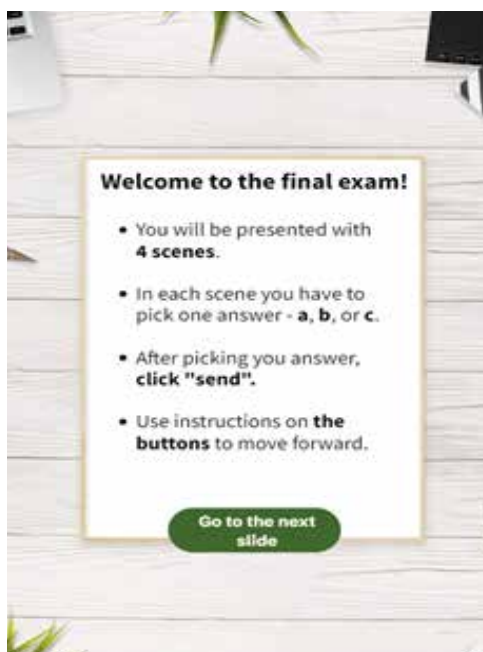 Welcome to the final exam!
• You will be presented with
4 scenes.
• In each scene you have to
pick one answer - a, b, or c.
• After picking you answer,
click "send".
• Use instructions on the
buttons to move forward.
Go to the next
slide